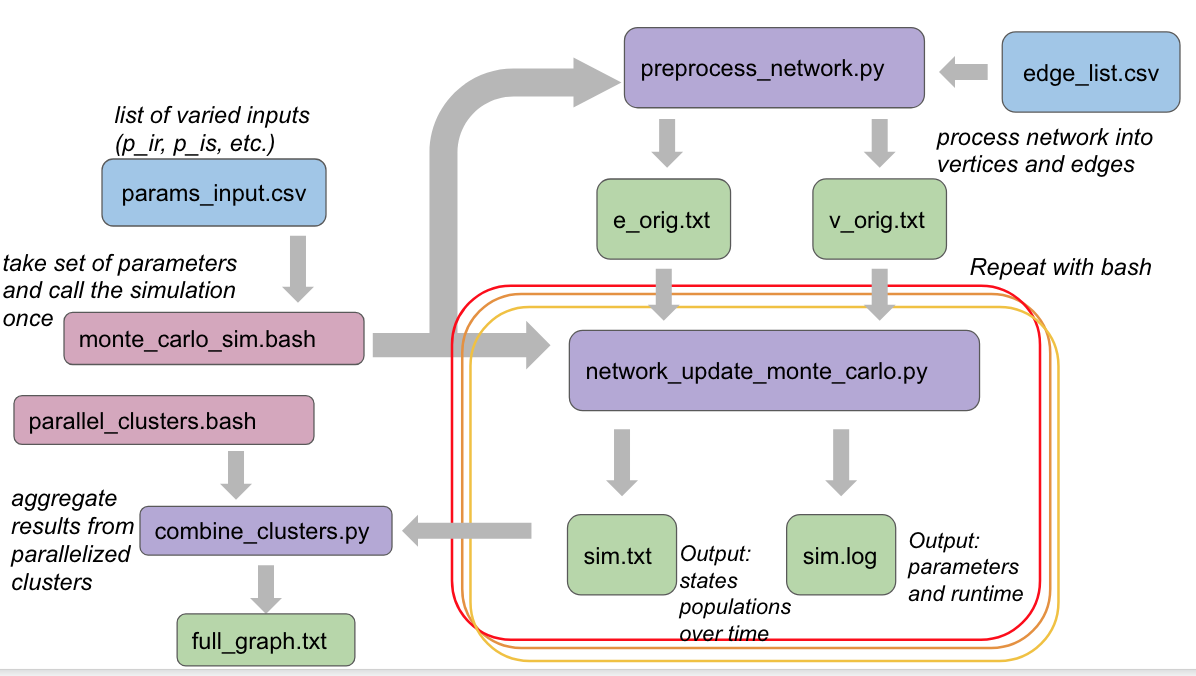 preprocess_network.py
edge_list.csv
list of varied inputs
(p_ir, p_is, etc.)
params_input.csv
process network into
vertices and edges
e_orig.txt
v_orig.txt
take set of parameters
and call the simulation
once
Repeat with bash
monte_carlo_sim.bash
network_update_monte_carlo.py
parallel_clusters.bash
aggregate
results from
parallelized
clusters
combine_clusters.py
sim.txt
Output:
states
populations
over time
sim.log
Output:
parameters
and runtime
full_graph.txt